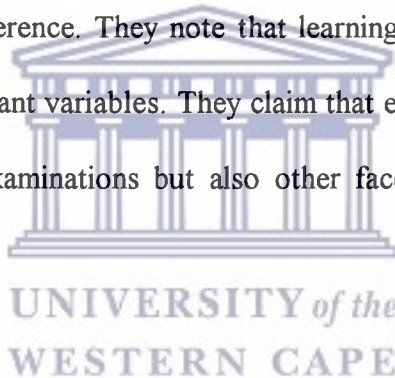 erence. They note that learning
ant variables. They claim that e
xaminations but also other face
UNIVERSITY of the
WESTERN CAPE